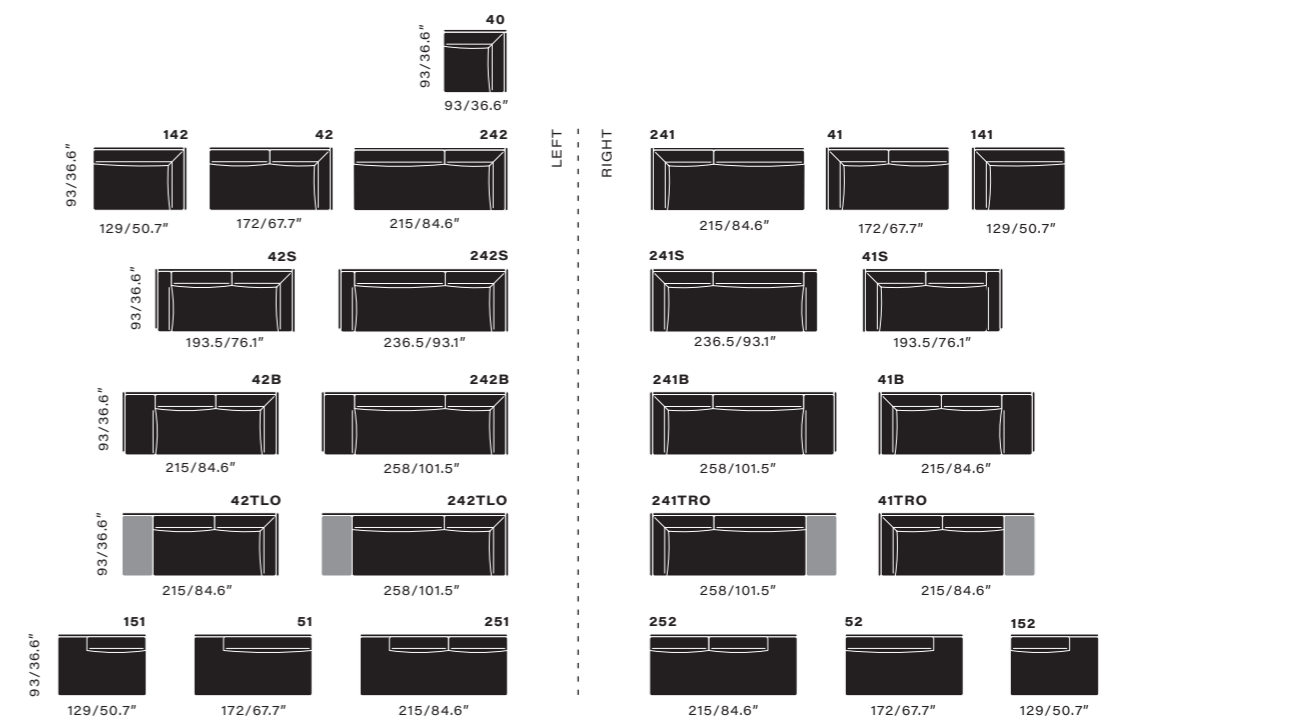 40
93/36.6"
93/36.6"
LEFT
RIGHT
142 42 242 241 41 141
93/36.6"
129/50.7" 172/67.7" 215/84.6" 215/84.6" 172/67.7" 129/50.7"
42S 242S 241S 41S
93/36.6"
193.5/76.1" 236.5/93.1" 236.5/93.1" 193.5/76.1"
42B 242B 241B 41B
93/36.6"
215/84.6" 258/101.5" 258/101.5" 215/84.6"
42TLO 242TLO 241TRO 41TRO
93/36.6"
215/84.6" 258/101.5" 258/101.5" 215/84.6"
151 51 251 252 52 152
93/36.6"
129/50.7" 172/67.7" 215/84.6" 215/84.6" 172/67.7" 129/50.7"